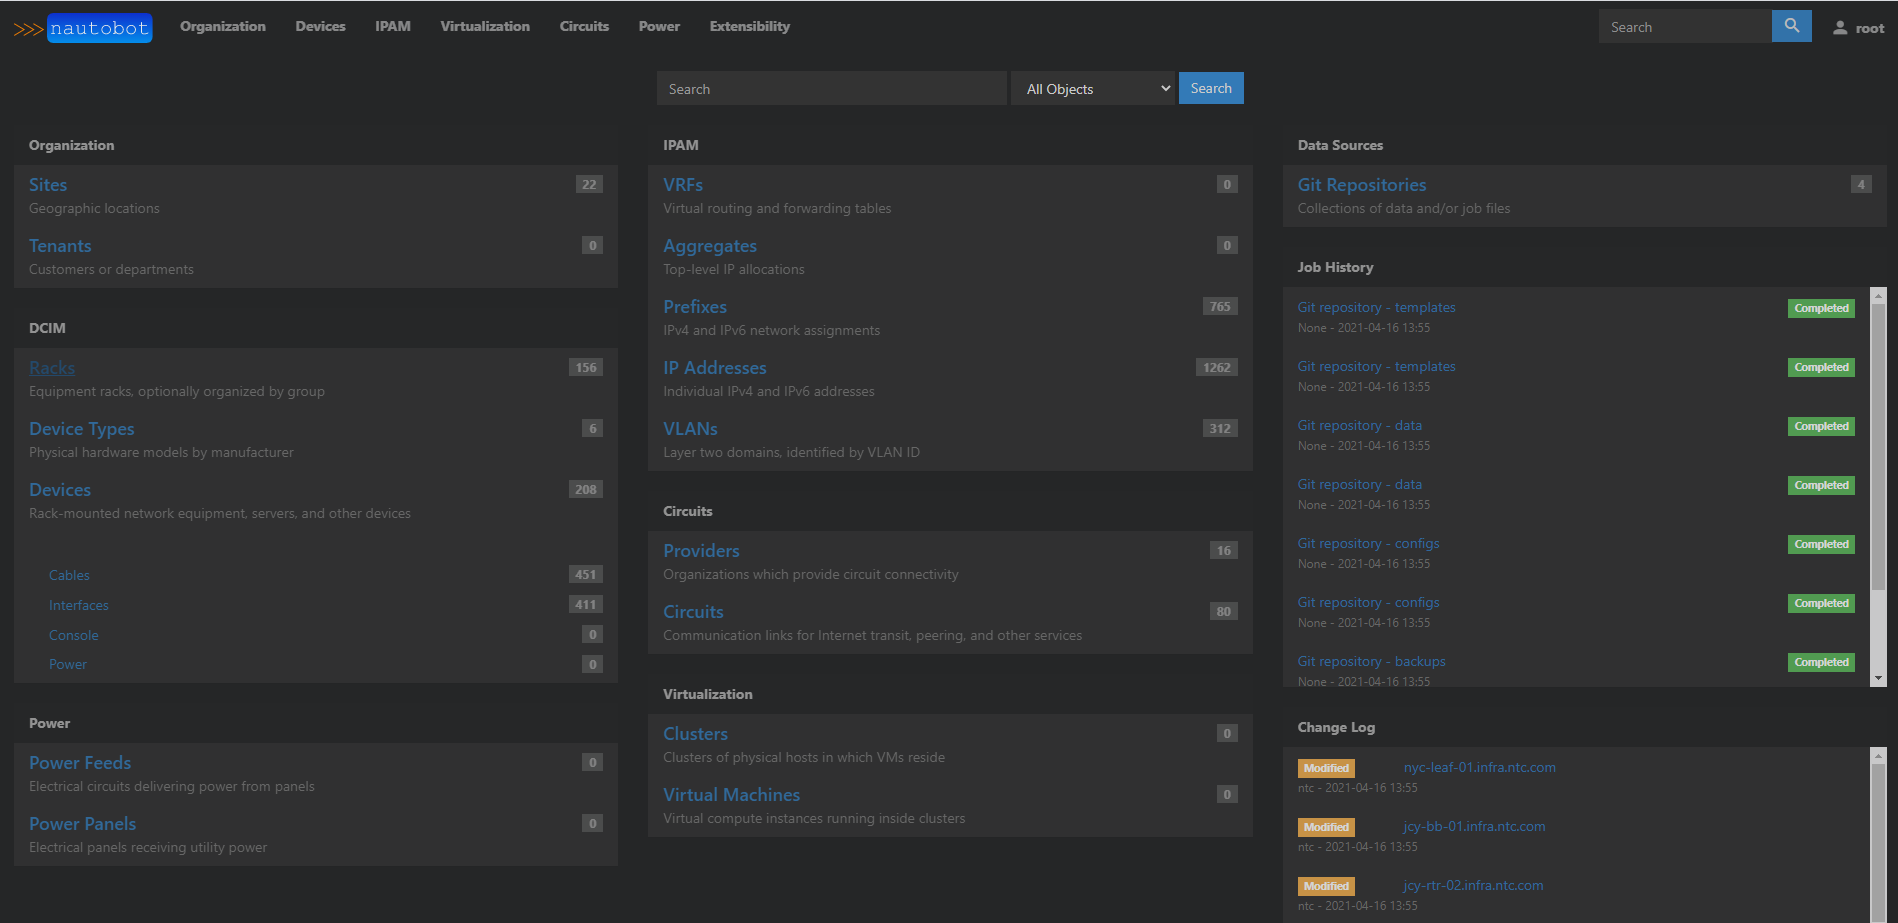 >>> nautobot Organization Devices IPAM Virtualization Circuits Power Extensibility Search root
Search All Objects Search
Organization
Sites 22
Geographic locations
Tenants 0
Customers or departments
DCIM
Racks 156
Equipment racks, optionally organized by group
Device Types 6
Physical hardware models by manufacturer
Devices 208
Rack-mounted network equipment, servers, and other devices
Cables 451
Interfaces 411
Console 0
Power 0
Power
Power Feeds 0
Electrical circuits delivering power from panels
Power Panels 0
Electrical panels receiving utility power
IPAM
VRFs 0
Virtual routing and forwarding tables
Aggregates 0
Top-level IP allocations
Prefixes 765
IPv4 and IPv6 network assignments
IP Addresses 1262
Individual IPv4 and IPv6 addresses
VLANs 312
Layer two domains, identified by VLAN ID
Circuits
Providers 16
Organizations which provide circuit connectivity
Circuits 80
Communication links for Internet transit, peering, and other services
Virtualization
Clusters 0
Clusters of physical hosts in which VMs reside
Virtual Machines 0
Virtual compute instances running inside clusters
Data Sources
Git Repositories 4
Collections of data and/or job files
Job History
Git repository - templates Completed
None - 2021-04-16 13:55
Git repository - templates Completed
None - 2021-04-16 13:55
Git repository - data Completed
None - 2021-04-16 13:55
Git repository - data Completed
None - 2021-04-16 13:55
Git repository - configs Completed
None - 2021-04-16 13:55
Git repository - configs Completed
None - 2021-04-16 13:55
Git repository - backups Completed
None - 2021-04-16 13:55
Change Log
Modified nyc-leaf-01.infra.ntc.com
ntc - 2021-04-16 13:55
Modified jcy-bb-01.infra.ntc.com
ntc - 2021-04-16 13:55
Modified jcy-rtr-02.infra.ntc.com
ntc - 2021-04-16 13:55